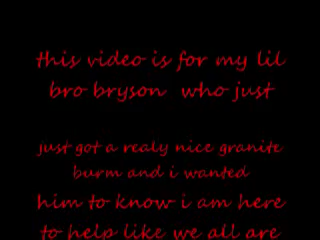 this video is for my lil
bro bryson who just
just got a realy nice granite
burm and i wanted
him to know i am here
to help like we all are